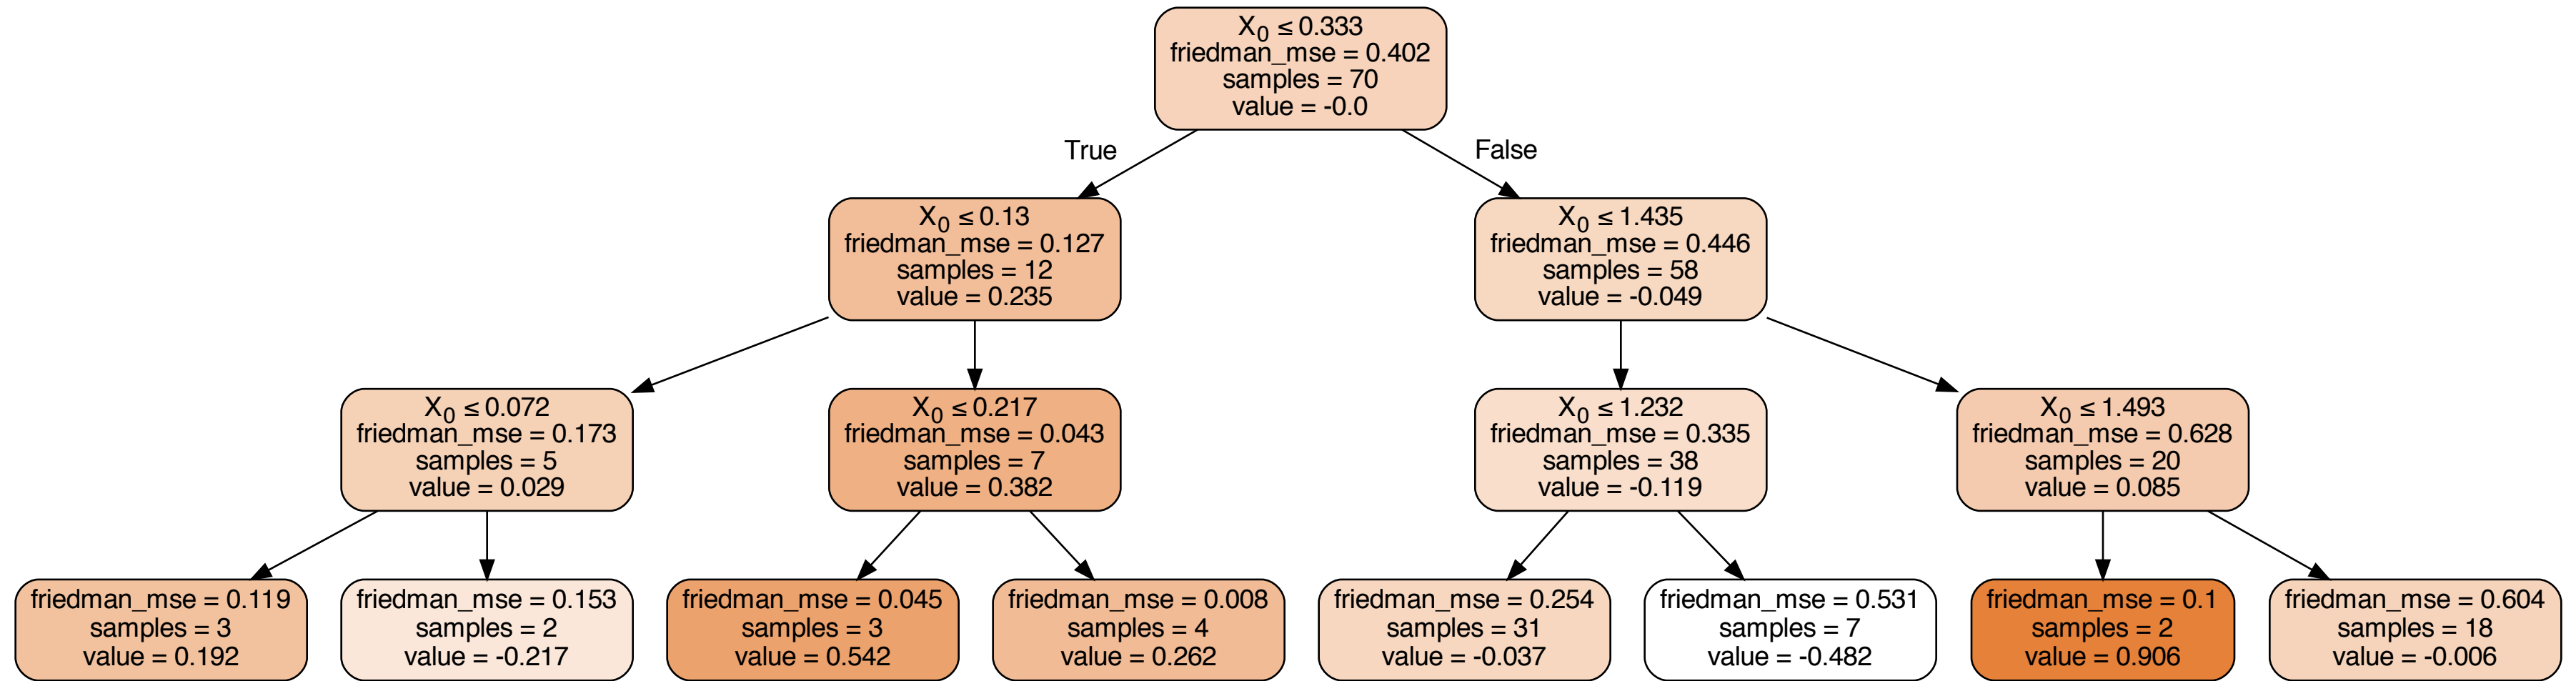 X0 ≤ 0.333
friedman_mse = 0.402
samples = 70
value = -0.0
True
False
X0 ≤ 0.13
friedman_mse = 0.127
samples = 12
value = 0.235
X0 ≤ 1.435
friedman_mse = 0.446
samples = 58
value = -0.049
X0 ≤ 0.072
friedman_mse = 0.173
samples = 5
value = 0.029
X0 ≤ 0.217
friedman_mse = 0.043
samples = 7
value = 0.382
X0 ≤ 1.232
friedman_mse = 0.335
samples = 38
value = -0.119
X0 ≤ 1.493
friedman_mse = 0.628
samples = 20
value = 0.085
friedman_mse = 0.119
samples = 3
value = 0.192
friedman_mse = 0.153
samples = 2
value = -0.217
friedman_mse = 0.045
samples = 3
value = 0.542
friedman_mse = 0.008
samples = 4
value = 0.262
friedman_mse = 0.254
samples = 31
value = -0.037
friedman_mse = 0.531
samples = 7
value = -0.482
friedman_mse = 0.1
samples = 2
value = 0.906
friedman_mse = 0.604
samples = 18
value = -0.006